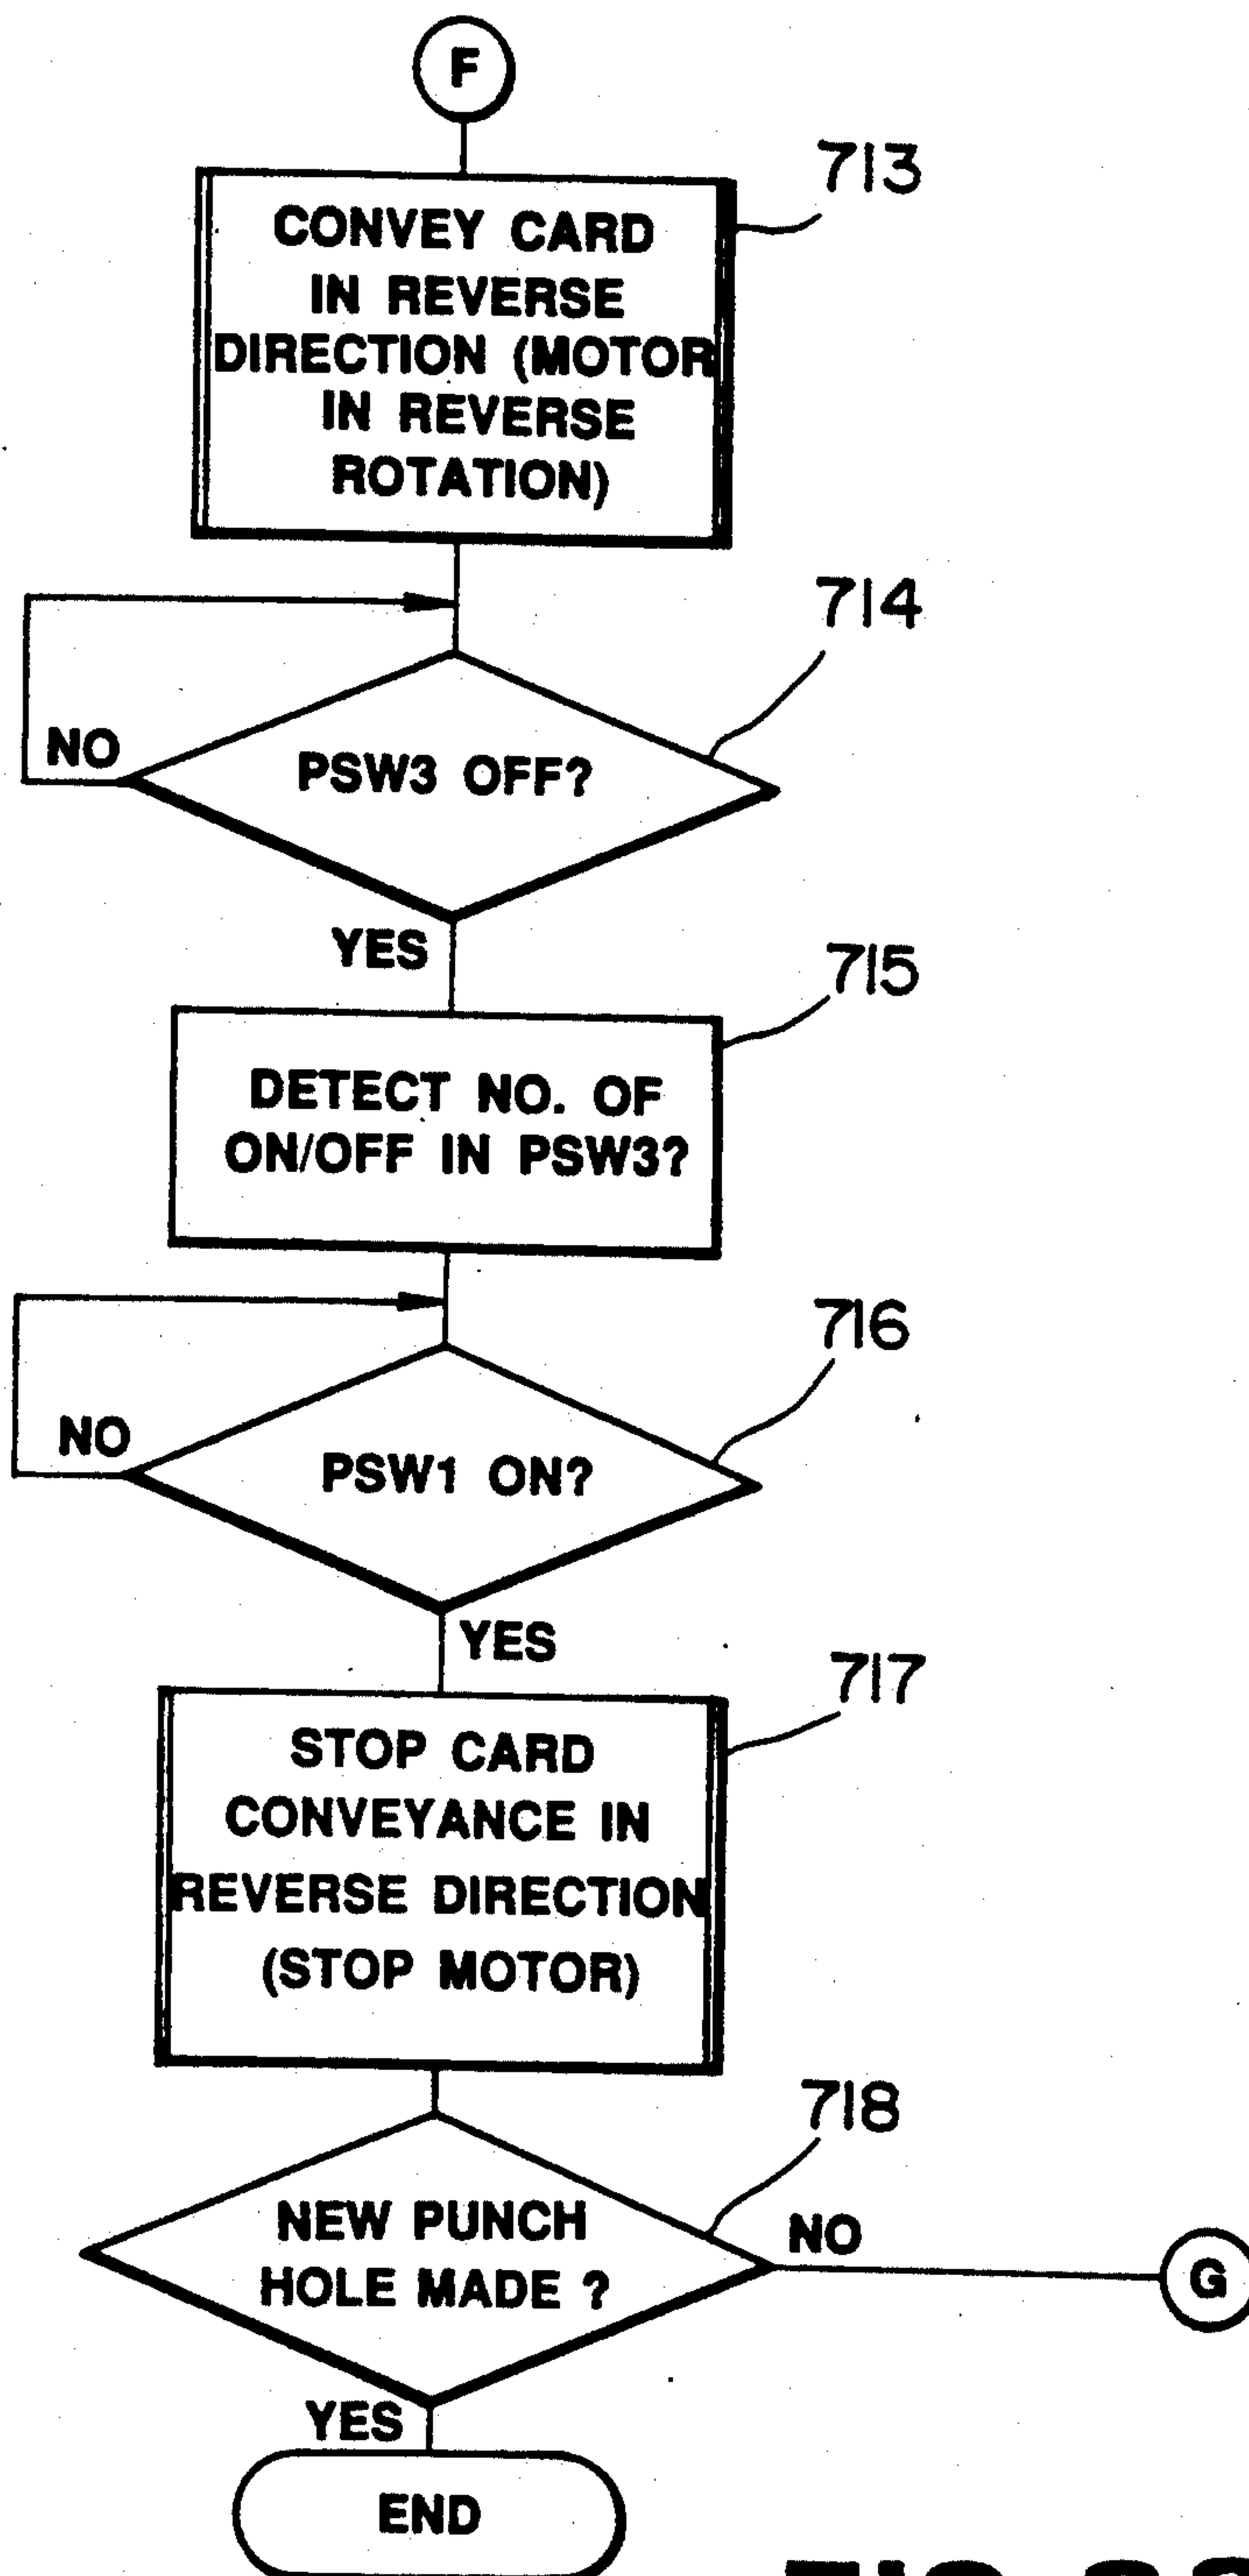 F
713
CONVEY CARD
IN REVERSE
DIRECTION (MOTOR
IN REVERSE
ROTATION)
714
NO
PSW3 OFF?
YES
715
DETECT NO. OF
ON/OFF IN PSW3?
716
NO
PSW1 ON?
YES
717
STOP CARD
CONVEYANCE IN
REVERSE DIRECTION
(STOP MOTOR)
718
NEW PUNCH
HOLE MADE ?
NO
G
YES
END